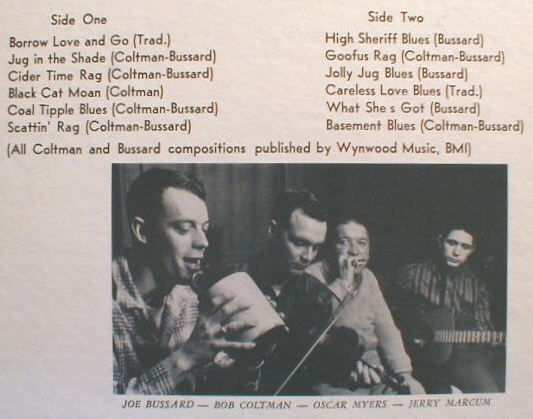 Side One
Borrow Love and Go (Trad.)
Jug in the Shade (Coltman-Bussard)
Cider Time Rag (Coltman-Bussard)
Black Cat Moan (Coltman)
Coal Tipple Blues (Coltman-Bussard)
Scattin' Rag (Coltman-Bussard)
Side Two
High Sheriff Blues (Bussard)
Goofus Rag (Coltman-Bussard)
Jolly Jug Blues (Bussard)
Careless Love Blues (Trad.)
What She s Got (Bussard)
Basement Blues (Coltman-Bussard)
(All Coltman and Bussard compositions published by Wynwood Music, BMI)
JOE BUSSARD — BOB COLTMAN — OSCAR MYERS — JERRY MARCUM